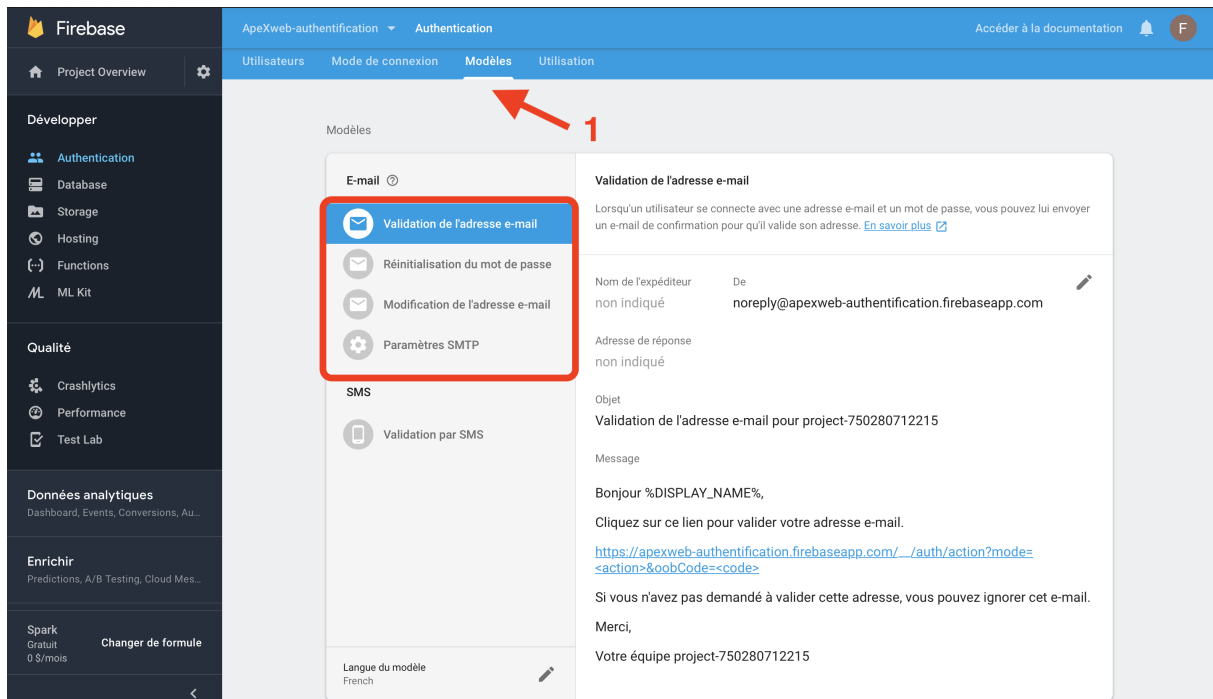 Firebase
ApeXweb-authentification
Authentication
Accéder à la documentation
F
Project Overview
Utilisateurs
Mode de connexion
Modèles
Utilisation
1
Développer
Authentication
Database
Storage
Hosting
Functions
ML Kit
Qualité
Crashlytics
Performance
Test Lab
Données analytiques
Dashboard, Events, Conversions, Au...
Enrichir
Predictions, A/B Testing, Cloud Mes...
Spark
Gratuit
0 $/mois
Changer de formule
Modèles
E-mail
Validation de l'adresse e-mail
Réinitialisation du mot de passe
Modification de l'adresse e-mail
Paramètres SMTP
SMS
Validation par SMS
Langue du modèle
French
Validation de l'adresse e-mail
Lorsqu'un utilisateur se connecte avec une adresse e-mail et un mot de passe, vous pouvez lui envoyer
un e-mail de confirmation pour qu'il valide son adresse. En savoir plus
Nom de l'expéditeur
non indiqué
De
noreply@apexweb-authentification.firebaseapp.com
Adresse de réponse
non indiqué
Objet
Validation de l'adresse e-mail pour project-750280712215
Message
Bonjour %DISPLAY_NAME%,
Cliquez sur ce lien pour valider votre adresse e-mail.
https://apexweb-authentification.firebaseapp.com/__/auth/action?mode=
<action>&oobCode=<code>
Si vous n'avez pas demandé à valider cette adresse, vous pouvez ignorer cet e-mail.
Merci,
Votre équipe project-750280712215